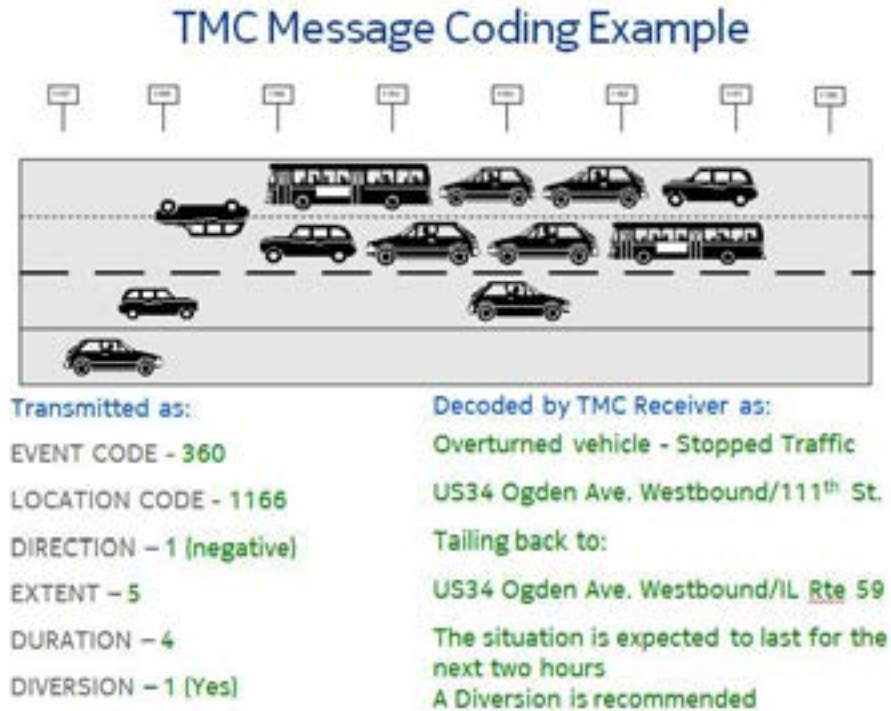 TMC Message Coding Example
Transmitted as:
EVENT CODE - 360
LOCATION CODE - 1166
DIRECTION – 1 (negative)
EXTENT – 5
DURATION – 4
DIVERSION – 1 (Yes)
Decoded by TMC Receiver as:
Overturned vehicle - Stopped Traffic
US34 Ogden Ave. Westbound/111th St.
Tailing back to:
US34 Ogden Ave. Westbound/IL Rte 59
The situation is expected to last for the
next two hours
A Diversion is recommended